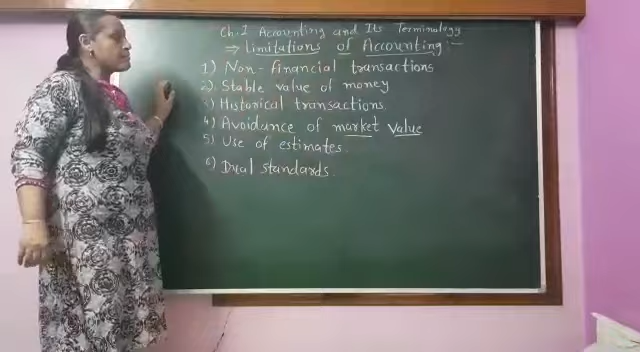 Ch. 1 Accounting and Its Terminology
⇒ Limitations of Accounting :-
1) Non-financial transactions
2) Stable value of money
3) Historical transactions.
4) Avoidance of market value
5) Use of estimates.
6) Dual standards.